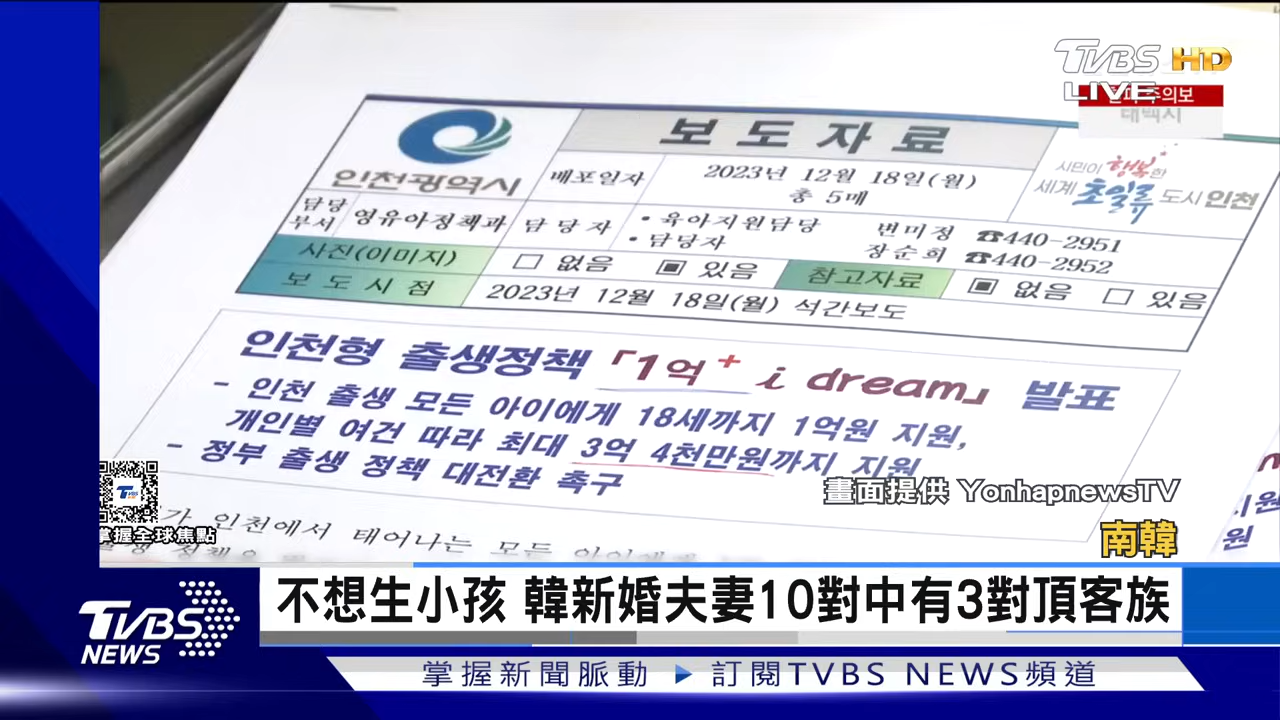 TVBS HD
LIVE
주의보
태백시
보도자료
인천광역시
배포일자
2023년 12월 18일(월)
총 5매
시민이 행복한
세계 초일류 도시 인천
담당
부서
영유아정책과
담 당 자
• 육아지원담당 변미정 ☎440-2951
• 담당자 장순희 ☎440-2952
사진(이미지)
□ 없음 ▣ 있음
참고자료
▣ 없음 □ 있음
보 도 시 점
2023년 12월 18일(월) 석간보도
인천형 출생정책「1억⁺ i dream」 발표
- 인천 출생 모든 아이에게 18세까지 1억원 지원,
개인별 여건 따라 최대 3억 4천만원까지 지원
- 정부 출생 정책 대전환 촉구
가 인천에서 태어나는 모든
TVBS
掌握全球焦點
畫面提供 YonhapnewsTV
南韓
不想生小孩 韓新婚夫妻10對中有3對頂客族
TVBS
NEWS
掌握新聞脈動 ▶ 訂閱TVBS NEWS頻道